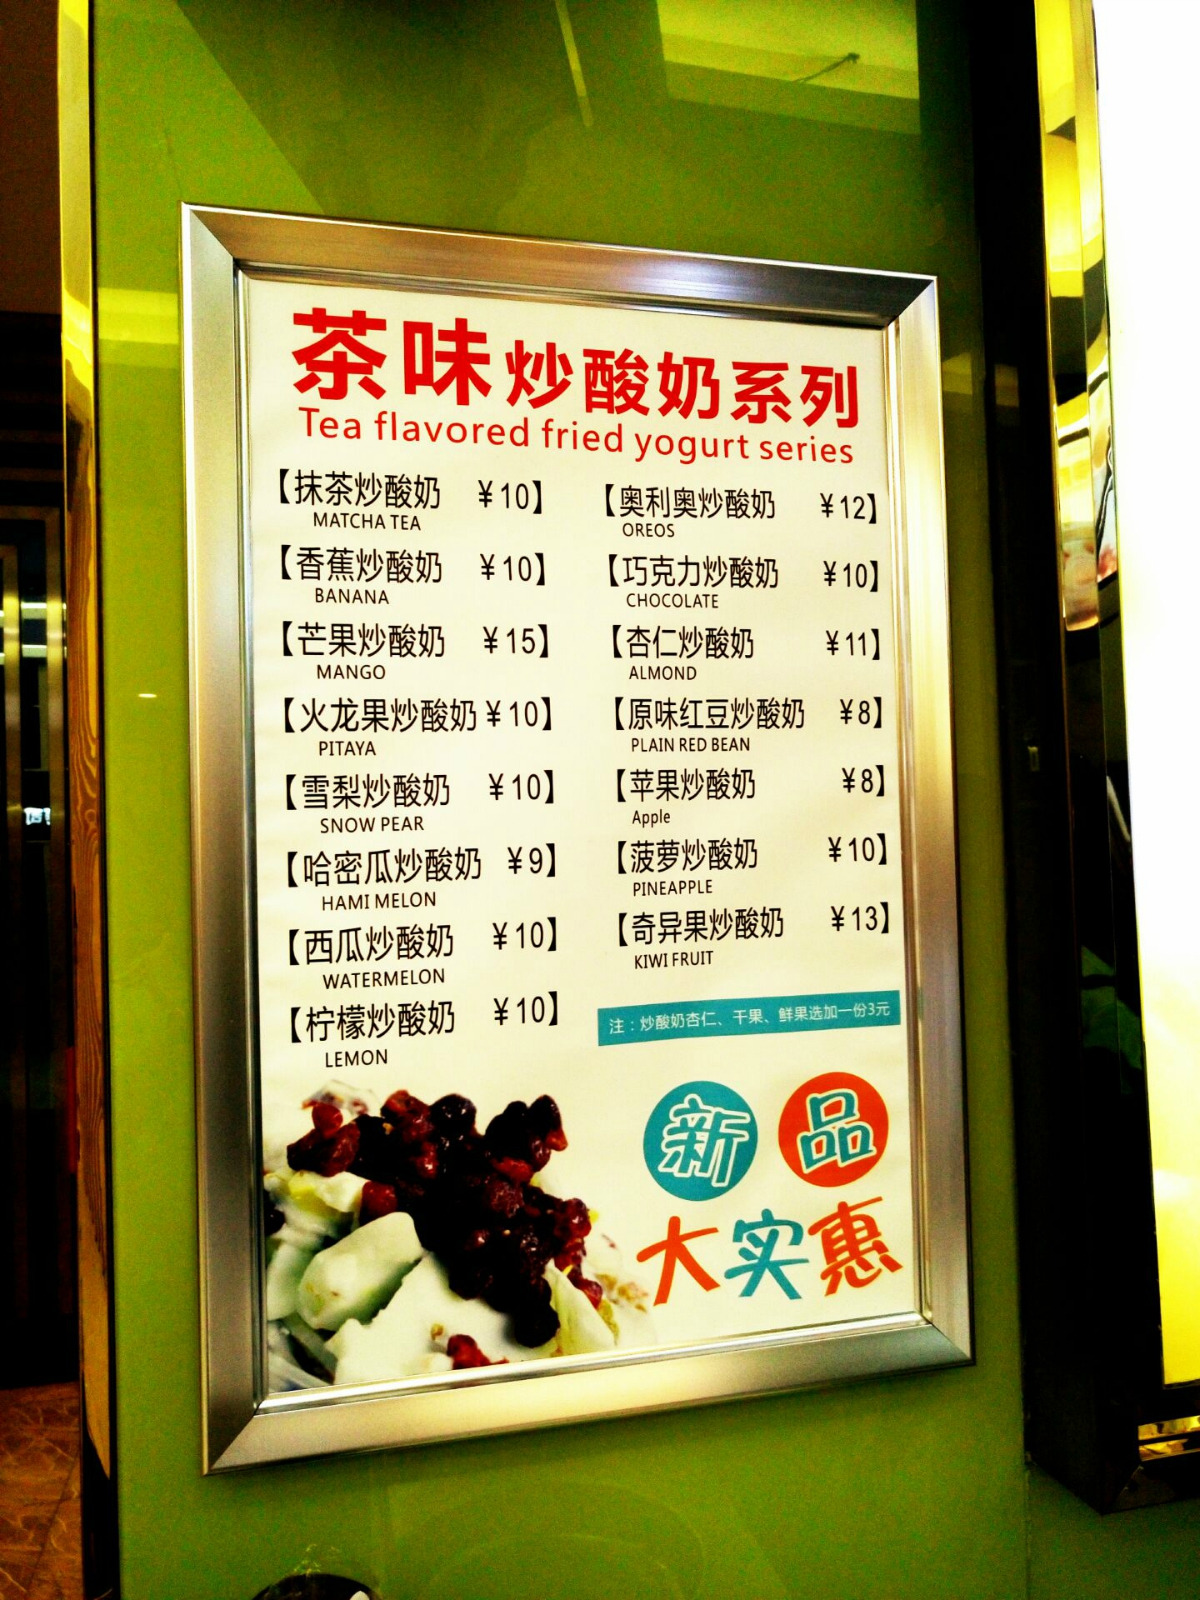 茶味炒酸奶系列
Tea flavored fried yogurt series
【抹茶炒酸奶 ¥10】
MATCHA TEA
【香蕉炒酸奶 ¥10】
BANANA
【芒果炒酸奶 ¥15】
MANGO
【火龙果炒酸奶 ¥10】
PITAYA
【雪梨炒酸奶 ¥10】
SNOW PEAR
【哈密瓜炒酸奶 ¥9】
HAMI MELON
【西瓜炒酸奶 ¥10】
WATERMELON
【柠檬炒酸奶 ¥10】
LEMON
【奥利奥炒酸奶 ¥12】
OREOS
【巧克力炒酸奶 ¥10】
CHOCOLATE
【杏仁炒酸奶 ¥11】
ALMOND
【原味红豆炒酸奶 ¥8】
PLAIN RED BEAN
【苹果炒酸奶 ¥8】
Apple
【菠萝炒酸奶 ¥10】
PINEAPPLE
【奇异果炒酸奶 ¥13】
KIWI FRUIT
注：炒酸奶杏仁、干果、鲜果选加一份3元
新品
大实惠